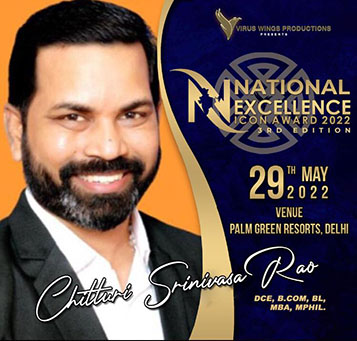 VIRUS WINGS PRODUCTIONS
PRESENTS
NATIONAL
EXCELLENCE
ICON AWARD 2022
3RD EDITION
29TH MAY
2022
VENUE
PALM GREEN RESORTS, DELHI
Chitturi Srinivasa Rao
DCE, B.COM, BL,
MBA, MPHIL.